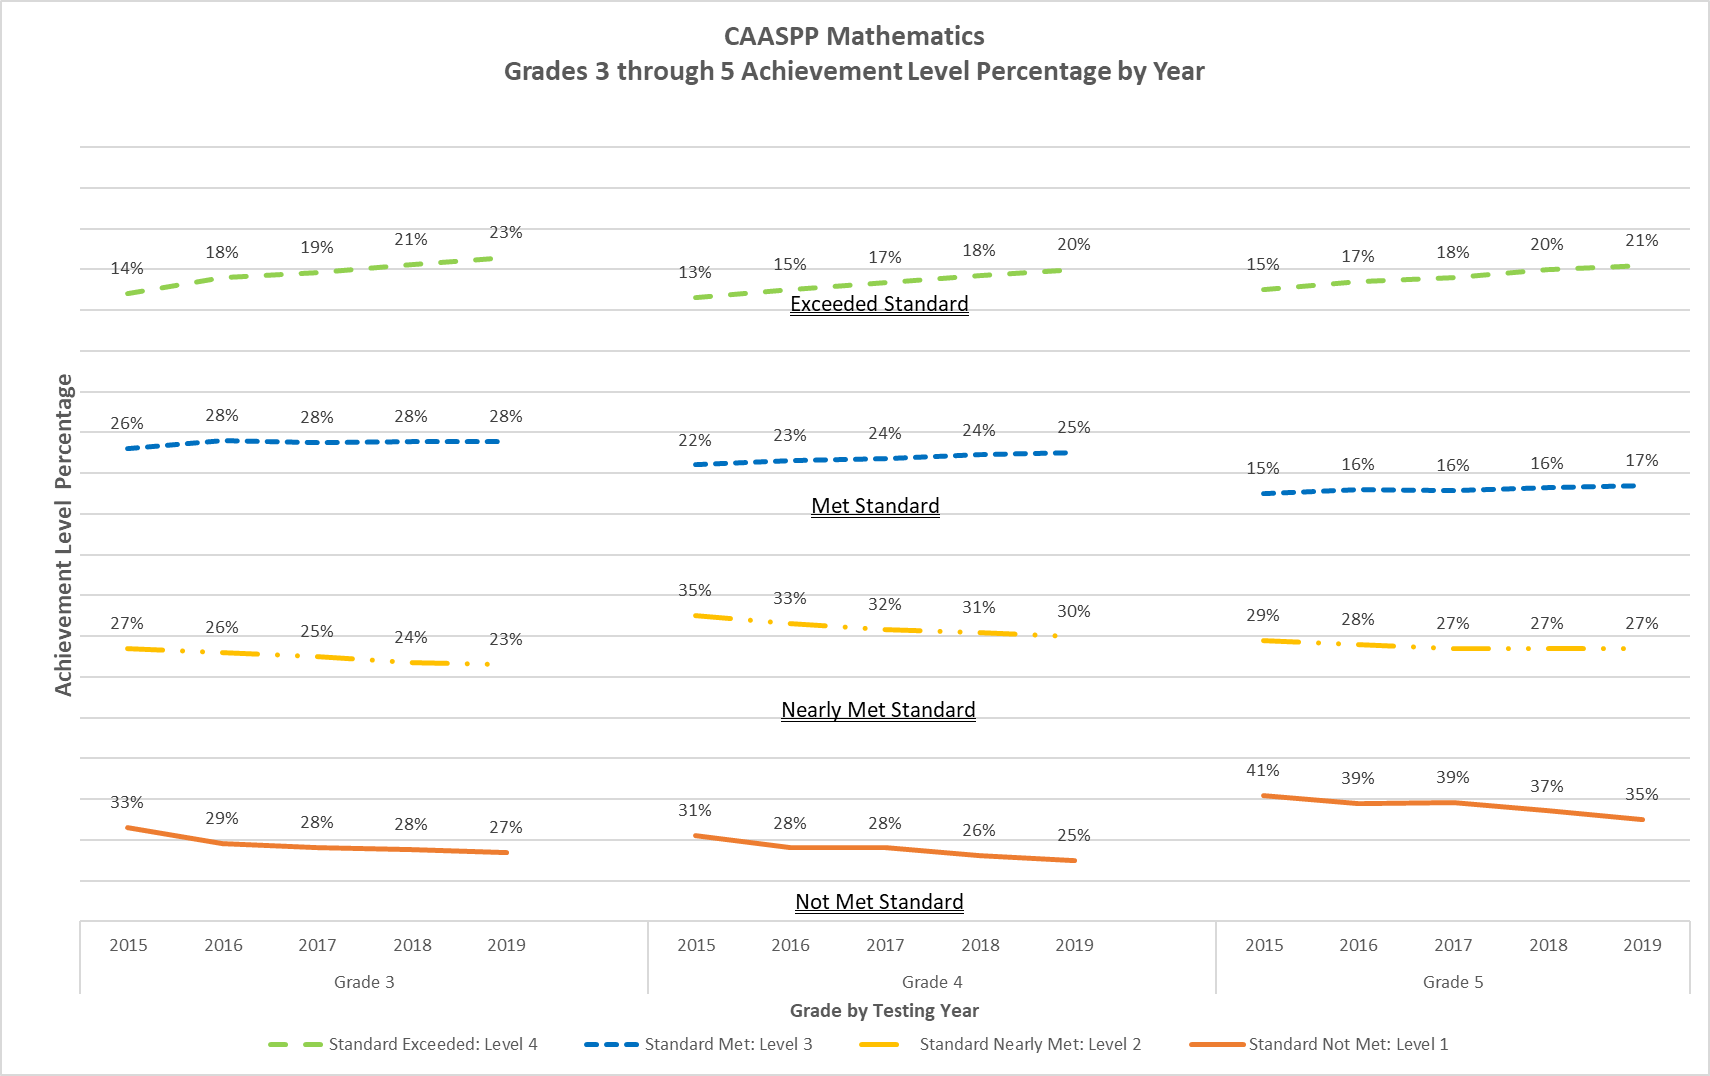 CAASPP Mathematics
Grades 3 through 5 Achievement Level Percentage by Year
Achievement Level Percentage
14% 18% 19% 21% 23% 13% 15% 17% 18% 20% 15% 17% 18% 20% 21%
Exceeded Standard
26% 28% 28% 28% 28% 22% 23% 24% 24% 25% 15% 16% 16% 16% 17%
Met Standard
27% 26% 25% 24% 23% 35% 33% 32% 31% 30% 29% 28% 27% 27% 27%
Nearly Met Standard
33% 29% 28% 28% 27% 31% 28% 28% 26% 25% 41% 39% 39% 37% 35%
Not Met Standard
2015 2016 2017 2018 2019 2015 2016 2017 2018 2019 2015 2016 2017 2018 2019
Grade 3 Grade 4 Grade 5
Grade by Testing Year
Standard Exceeded: Level 4 Standard Met: Level 3 Standard Nearly Met: Level 2 Standard Not Met: Level 1